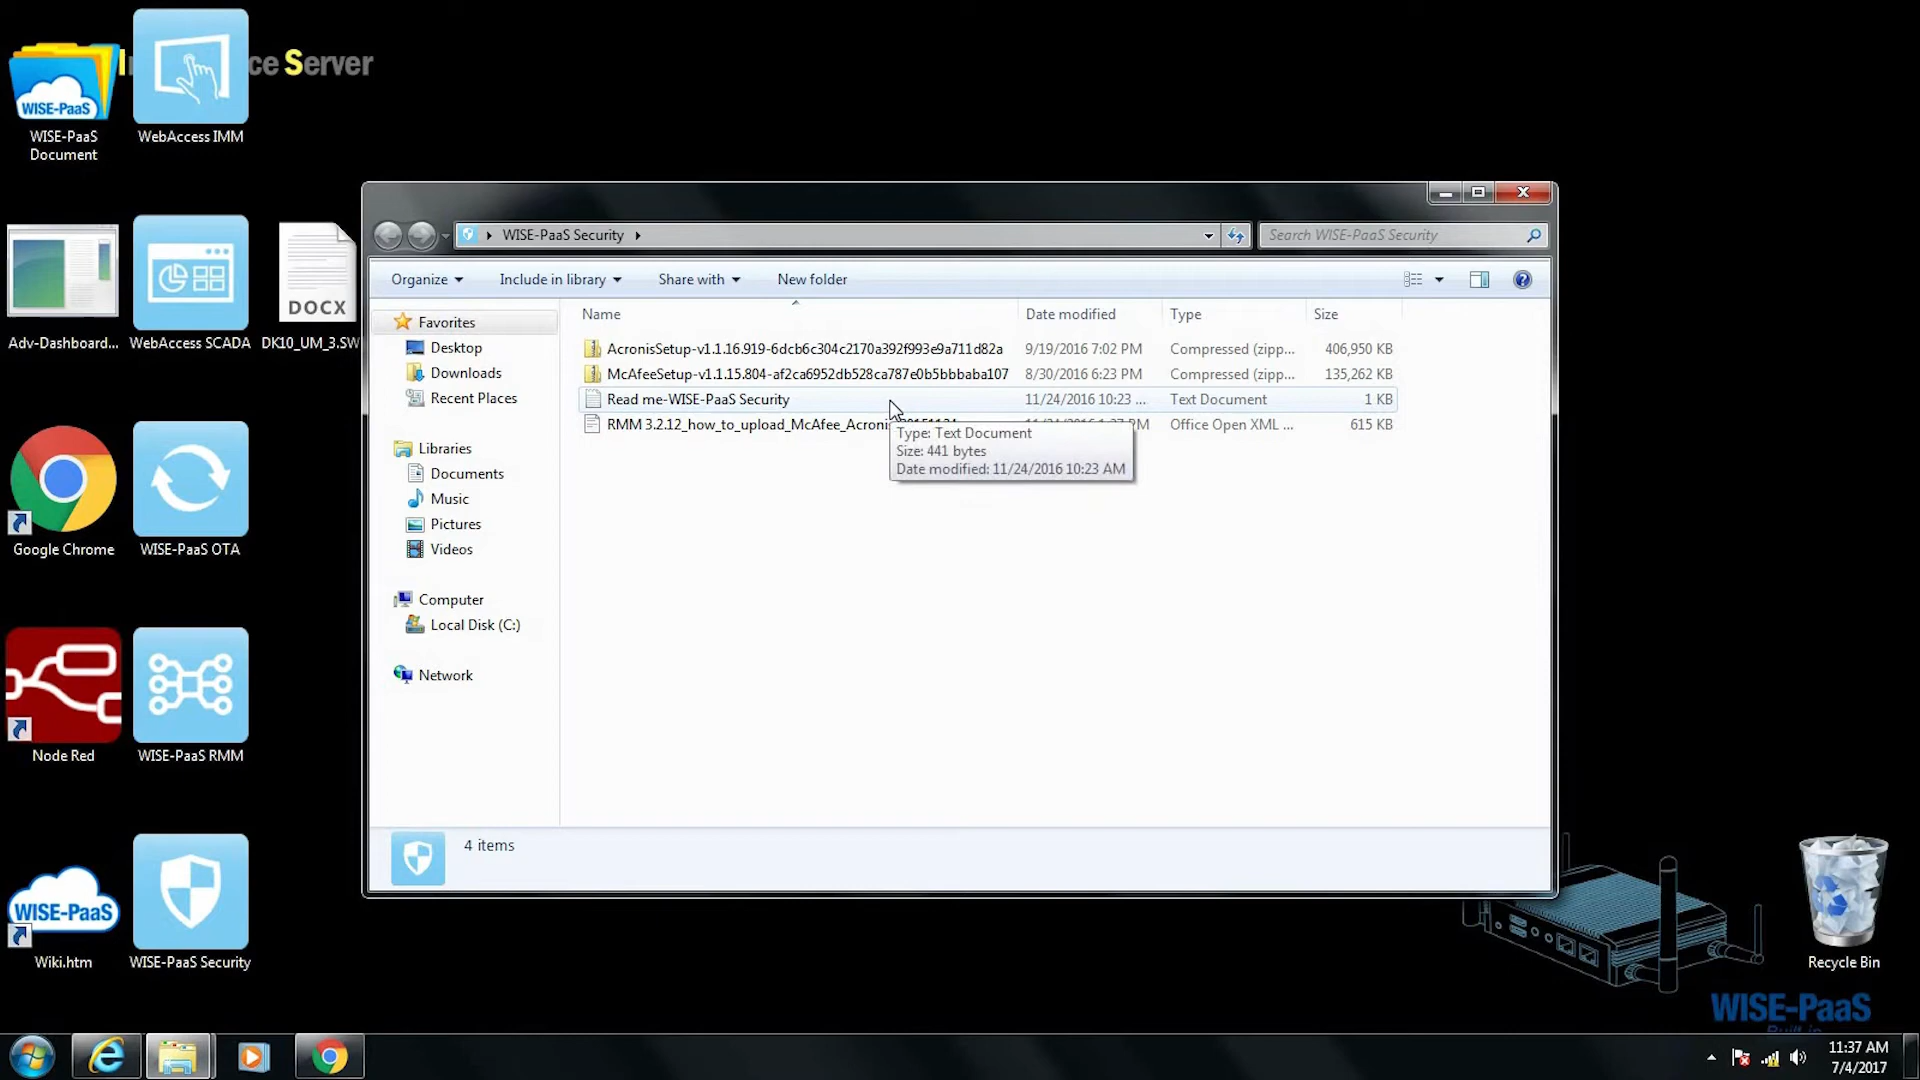 ce Server
WISE-PaaS
WISE-PaaS
Document
WebAccess IMM
Adv-Dashboard...
WebAccess SCADA
DOCX
DK10_UM_3.SW
Google Chrome
WISE-PaaS OTA
Node Red
WISE-PaaS RMM
WISE-PaaS
Wiki.htm
WISE-PaaS Security
WISE-PaaS Security
Search WISE-PaaS Security
Organize
Include in library
Share with
New folder
Favorites
Desktop
Downloads
Recent Places
Libraries
Documents
Music
Pictures
Videos
Computer
Local Disk (C:)
Network
Name Date modified Type Size
AcronisSetup-v1.1.16.919-6dcb6c304c2170a392f993e9a711d82a 9/19/2016 7:02 PM Compressed (zipp... 406,950 KB
McAfeeSetup-v1.1.15.804-af2ca6952db528ca787e0b5bbbaba107 8/30/2016 6:23 PM Compressed (zipp... 135,262 KB
Read me-WISE-PaaS Security 11/24/2016 10:23 ... Text Document 1 KB
RMM 3.2.12_how_to_upload_McAfee_Acroni Office Open XML ... 615 KB
Type: Text Document
Size: 441 bytes
Date modified: 11/24/2016 10:23 AM
4 items
Recycle Bin
WISE-PaaS
11:37 AM
7/4/2017